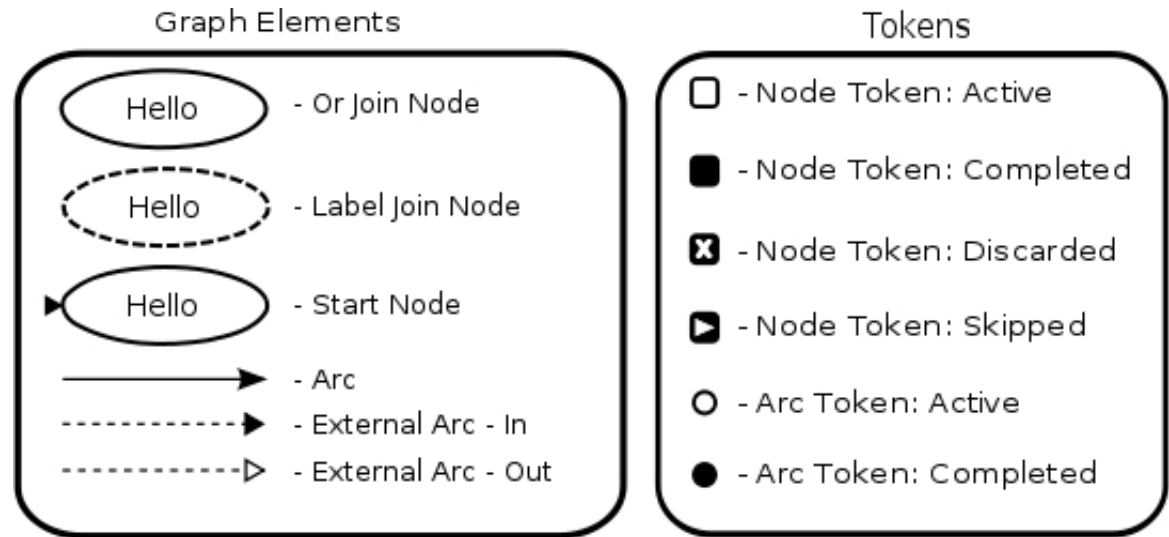 Graph Elements
Hello - Or Join Node
Hello - Label Join Node
Hello - Start Node
- Arc
- External Arc - In
- External Arc - Out
Tokens
- Node Token: Active
- Node Token: Completed
X - Node Token: Discarded
- Node Token: Skipped
- Arc Token: Active
- Arc Token: Completed